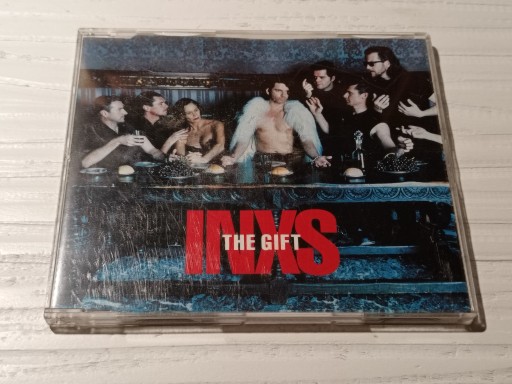 INXS
THE GIFT